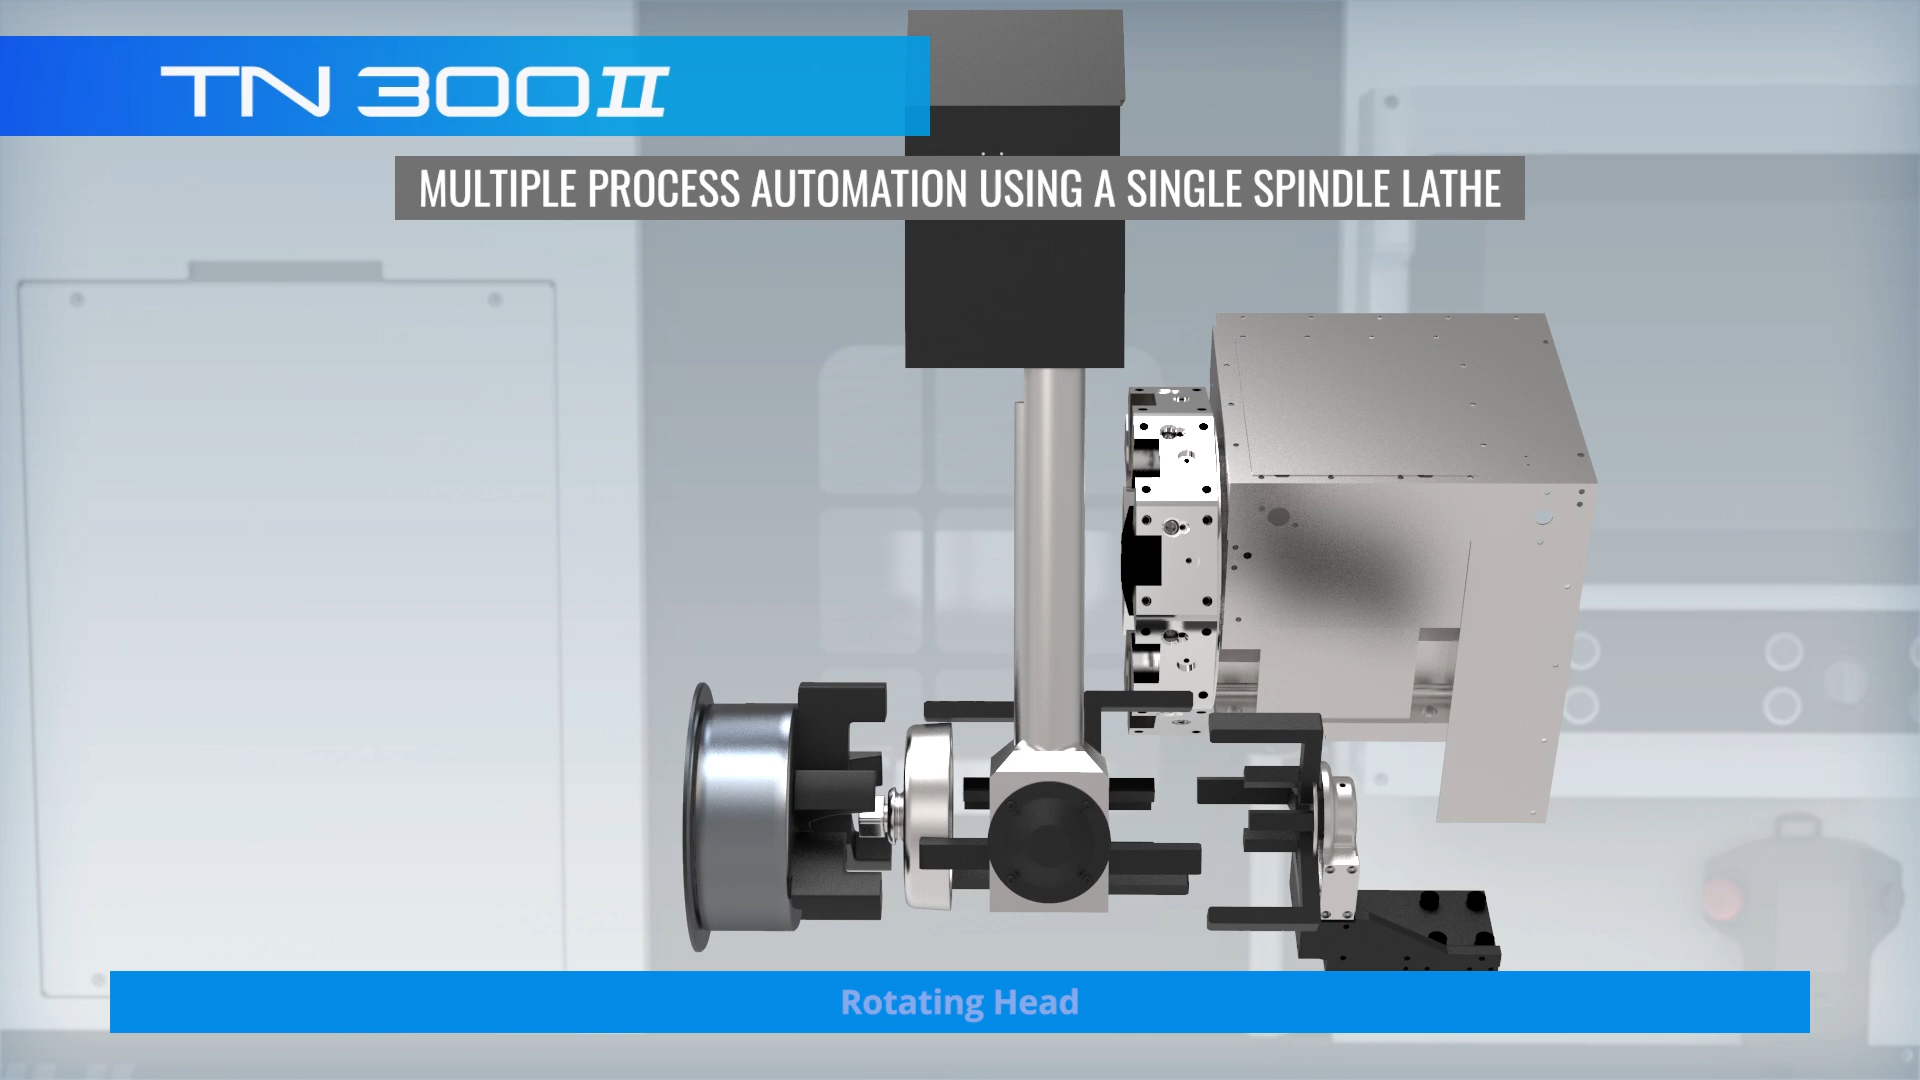 TN 300II
MULTIPLE PROCESS AUTOMATION USING A SINGLE SPINDLE LATHE
Rotating Head